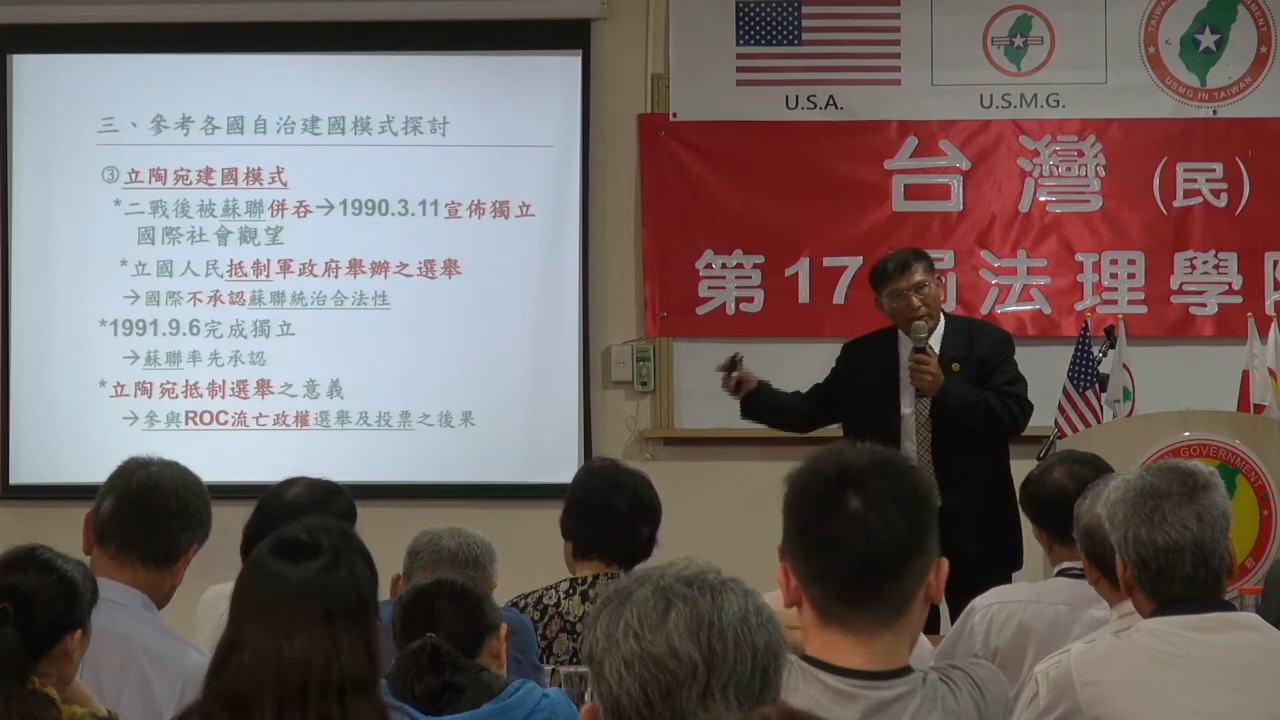 三、參考各國自治建國模式探討
③立陶宛建國模式
*二戰後被蘇聯併吞→1990.3.11宣佈獨立
國際社會觀望
*立國人民抵制軍政府舉辦之選舉
→國際不承認蘇聯統治合法性
*1991.9.6完成獨立
→蘇聯率先承認
*立陶宛抵制選舉之意義
→參與ROC流亡政權選舉及投票之後果
U.S.A.
U.S.M.G.
USMG IN TAIWAN
台灣(民)
第17屆法理學
GOVERNMENT